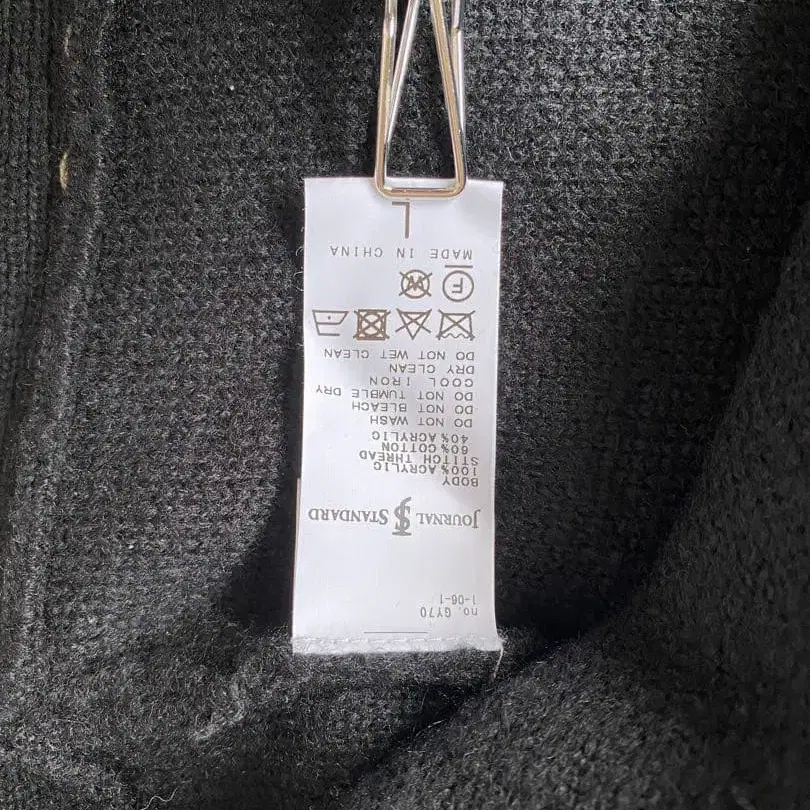 no. GY70
1-06-1
JOURNAL JS STANDARD
BODY
100% ACRYLIC
STITCH THREAD
60% COTTON
40% ACRYLIC
DO NOT WASH
DO NOT BLEACH
DO NOT TUMBLE DRY
COOL IRON
DRY CLEAN
DO NOT WET CLEAN
F W
MADE IN CHINA
L